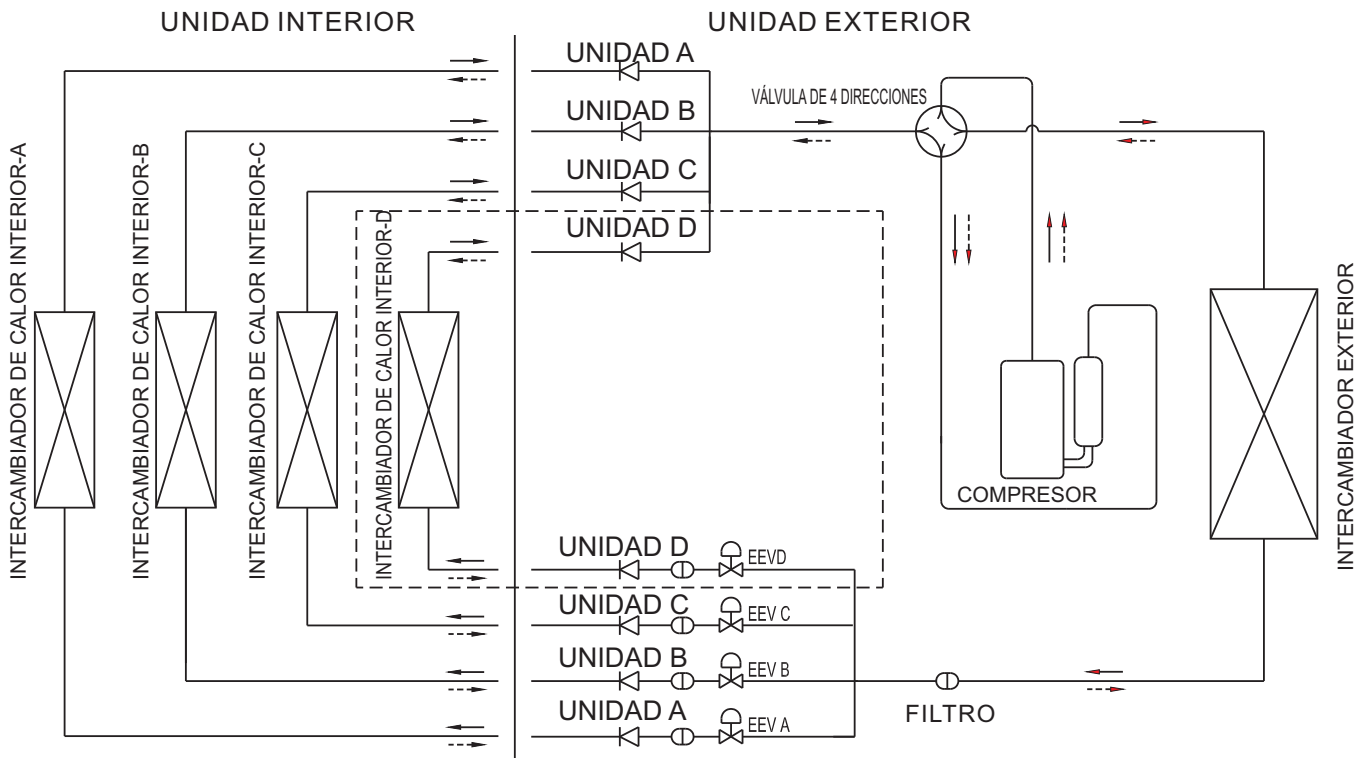 UNIDAD INTERIOR
UNIDAD EXTERIOR
UNIDAD A
UNIDAD B
UNIDAD C
UNIDAD D
VÁLVULA DE 4 DIRECCIONES
INTERCAMBIADOR DE CALOR INTERIOR-A
INTERCAMBIADOR DE CALOR INTERIOR-B
INTERCAMBIADOR DE CALOR INTERIOR-C
INTERCAMBIADOR DE CALOR INTERIOR-D
INTERCAMBIADOR EXTERIOR
COMPRESOR
UNIDAD D
EEVD
UNIDAD C
EEV C
UNIDAD B
EEV B
UNIDAD A
EEV A
FILTRO